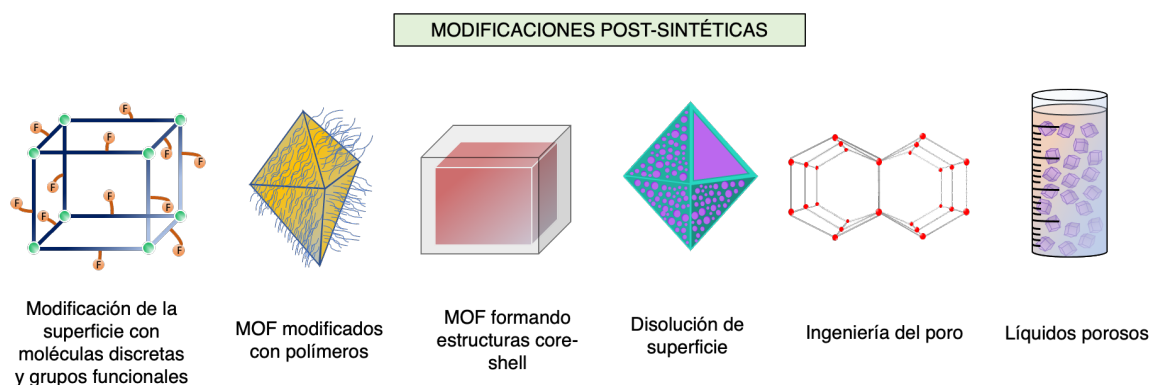 MODIFICACIONES POST-SINTÉTICAS
F
F
F
F
F
F
F
F
F
F
F
F
Modificación de la
superficie con
moléculas discretas
y grupos funcionales
MOF modificados
con polímeros
MOF formando
estructuras core-
shell
Disolución de
superficie
Ingeniería del poro
Líquidos porosos